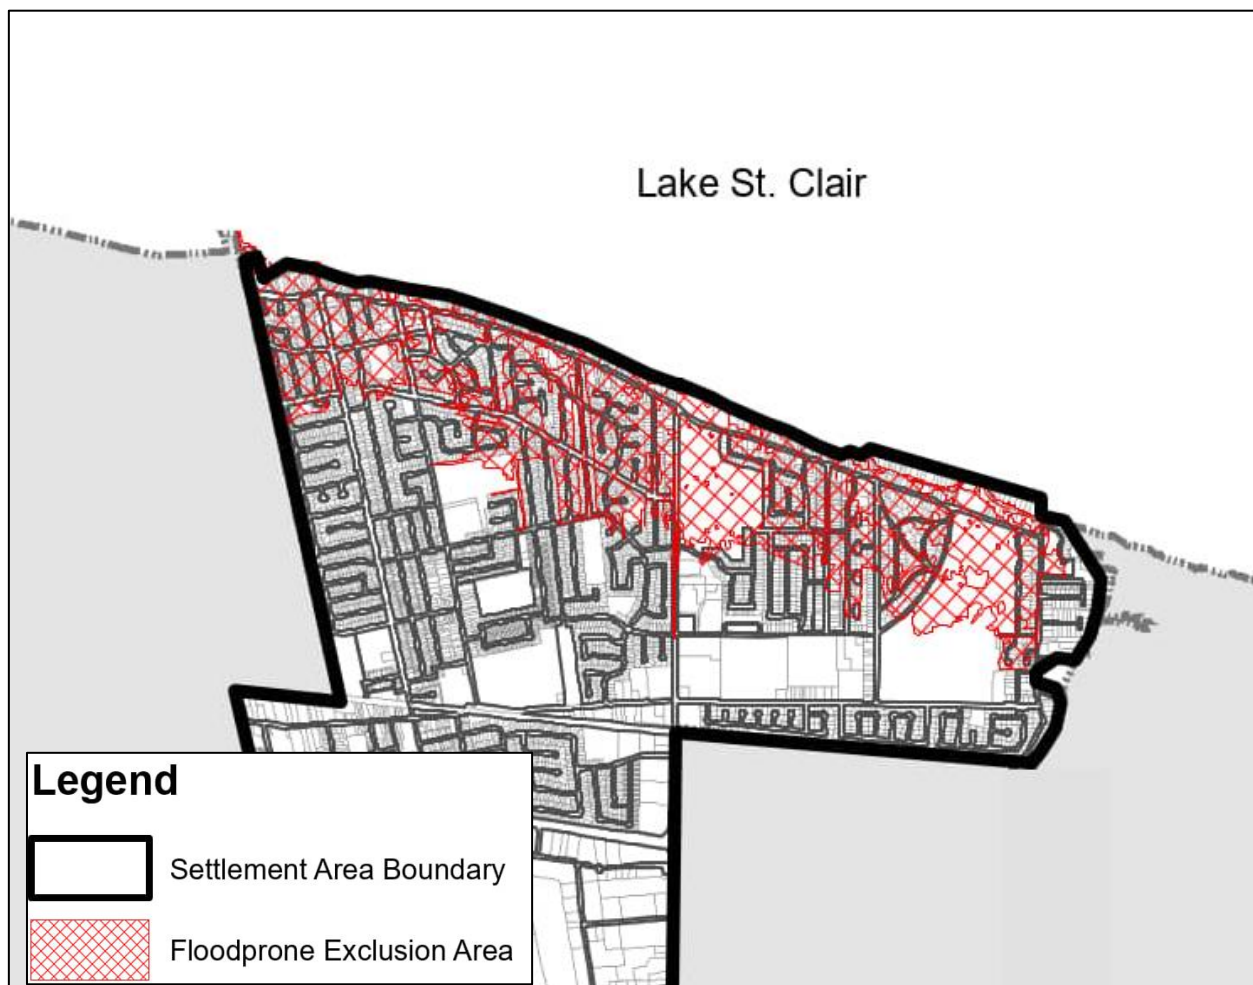 Lake St. Clair
Legend
Settlement Area Boundary
Floodprone Exclusion Area